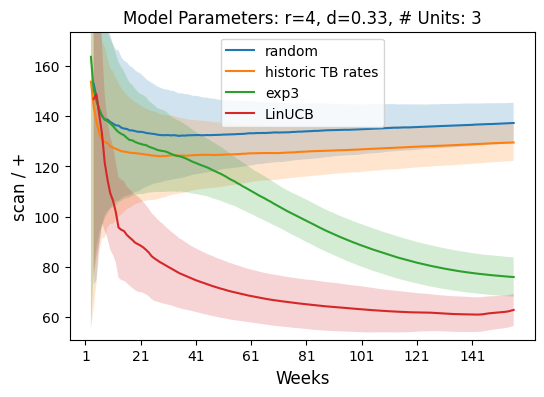 Model Parameters: r=4, d=0.33, # Units: 3
random
historic TB rates
exp3
LinUCB
scan / +
160
140
120
100
80
60
1 21 41 61 81 101 121 141
Weeks